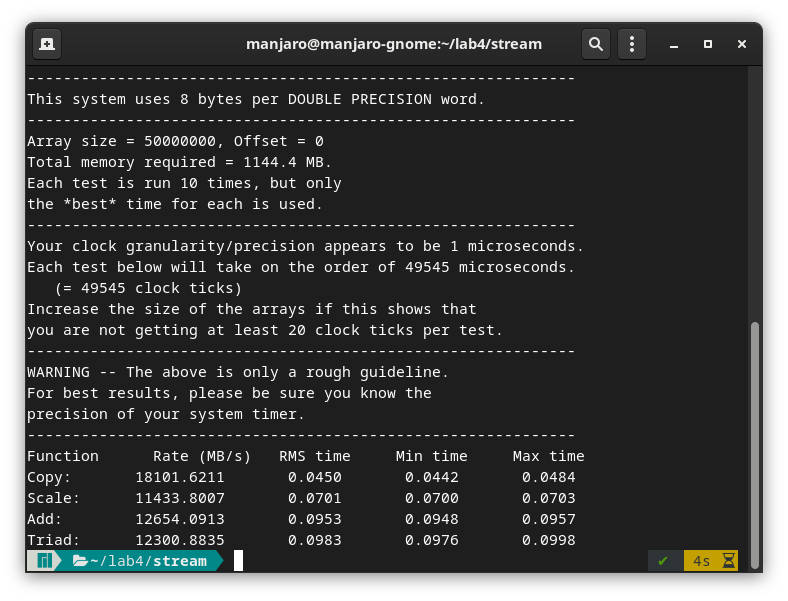 manjaro@manjaro-gnome:~/lab4/stream
-------------------------------------------------------------
This system uses 8 bytes per DOUBLE PRECISION word.
-------------------------------------------------------------
Array size = 50000000, Offset = 0
Total memory required = 1144.4 MB.
Each test is run 10 times, but only
the *best* time for each is used.
-------------------------------------------------------------
Your clock granularity/precision appears to be 1 microseconds.
Each test below will take on the order of 49545 microseconds.
   (= 49545 clock ticks)
Increase the size of the arrays if this shows that
you are not getting at least 20 clock ticks per test.
-------------------------------------------------------------
WARNING -- The above is only a rough guideline.
For best results, please be sure you know the
precision of your system timer.
-------------------------------------------------------------
Function      Rate (MB/s)   RMS time     Min time     Max time
Copy:       18101.6211       0.0450       0.0442       0.0484
Scale:      11433.8007       0.0701       0.0700       0.0703
Add:        12654.0913       0.0953       0.0948       0.0957
Triad:      12300.8835       0.0983       0.0976       0.0998
~/lab4/stream 4s